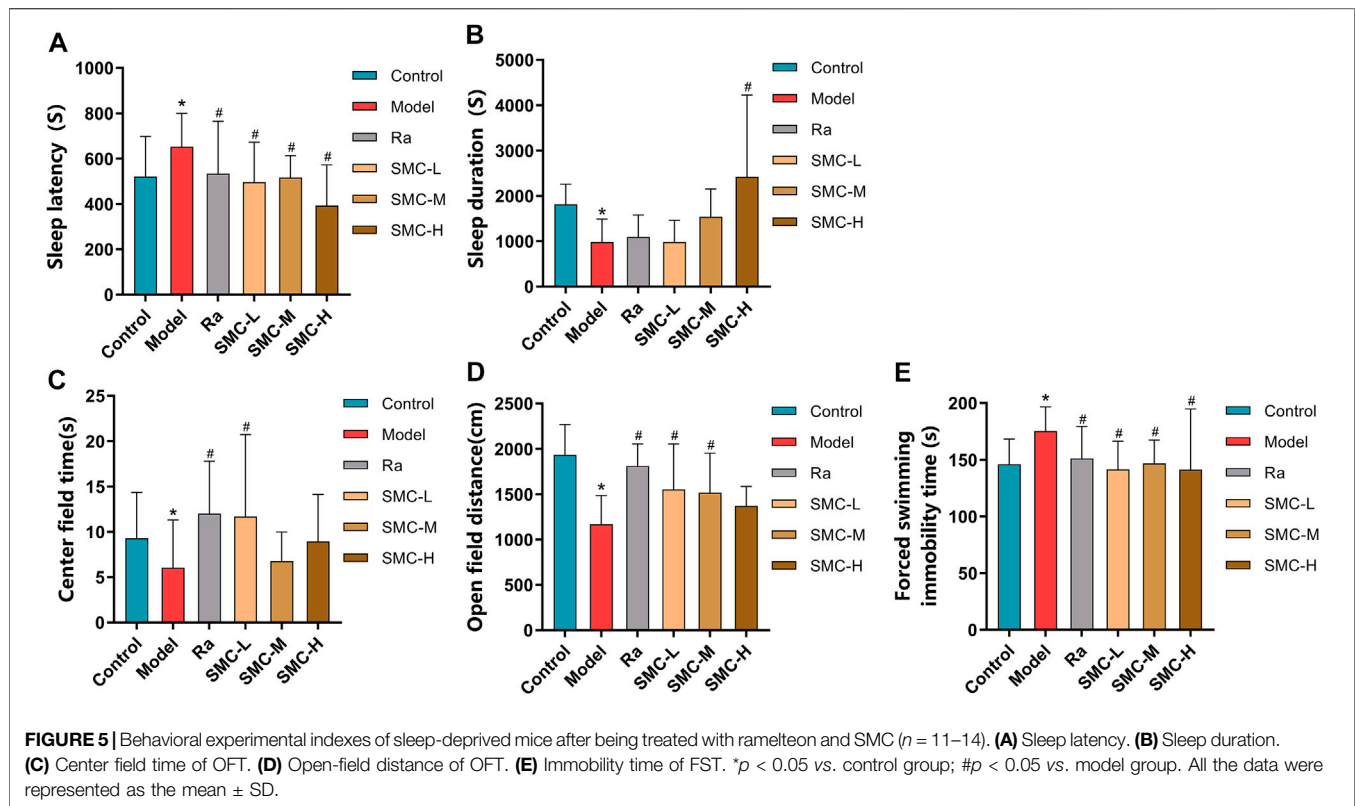 A
Sleep latency (S)
1000
800
600
400
200
0
*
#
#
#
#
Control
Model
Ra
SMC-L
SMC-M
SMC-H
Control
Model
Ra
SMC-L
SMC-M
SMC-H
B
Sleep duration (S)
5000
4000
3000
2000
1000
0
*
#
Control
Model
Ra
SMC-L
SMC-M
SMC-H
Control
Model
Ra
SMC-L
SMC-M
SMC-H
C
Center field time(s)
25
20
15
10
5
0
*
#
#
Control
Model
Ra
SMC-L
SMC-M
SMC-H
Control
Model
Ra
SMC-L
SMC-M
SMC-H
D
Open field distance(cm)
2500
2000
1500
1000
500
0
*
#
#
#
Control
Model
Ra
SMC-L
SMC-M
SMC-H
Control
Model
Ra
SMC-L
SMC-M
SMC-H
E
Forced swimming
immobility time (s)
200
150
100
50
0
*
#
#
#
#
Control
Model
Ra
SMC-L
SMC-M
SMC-H
Control
Model
Ra
SMC-L
SMC-M
SMC-H
FIGURE 5 | Behavioral experimental indexes of sleep-deprived mice after being treated with ramelteon and SMC (n = 11–14). (A) Sleep latency. (B) Sleep duration.
(C) Center field time of OFT. (D) Open-field distance of OFT. (E) Immobility time of FST. *p < 0.05 vs. control group; #p < 0.05 vs. model group. All the data were
represented as the mean ± SD.